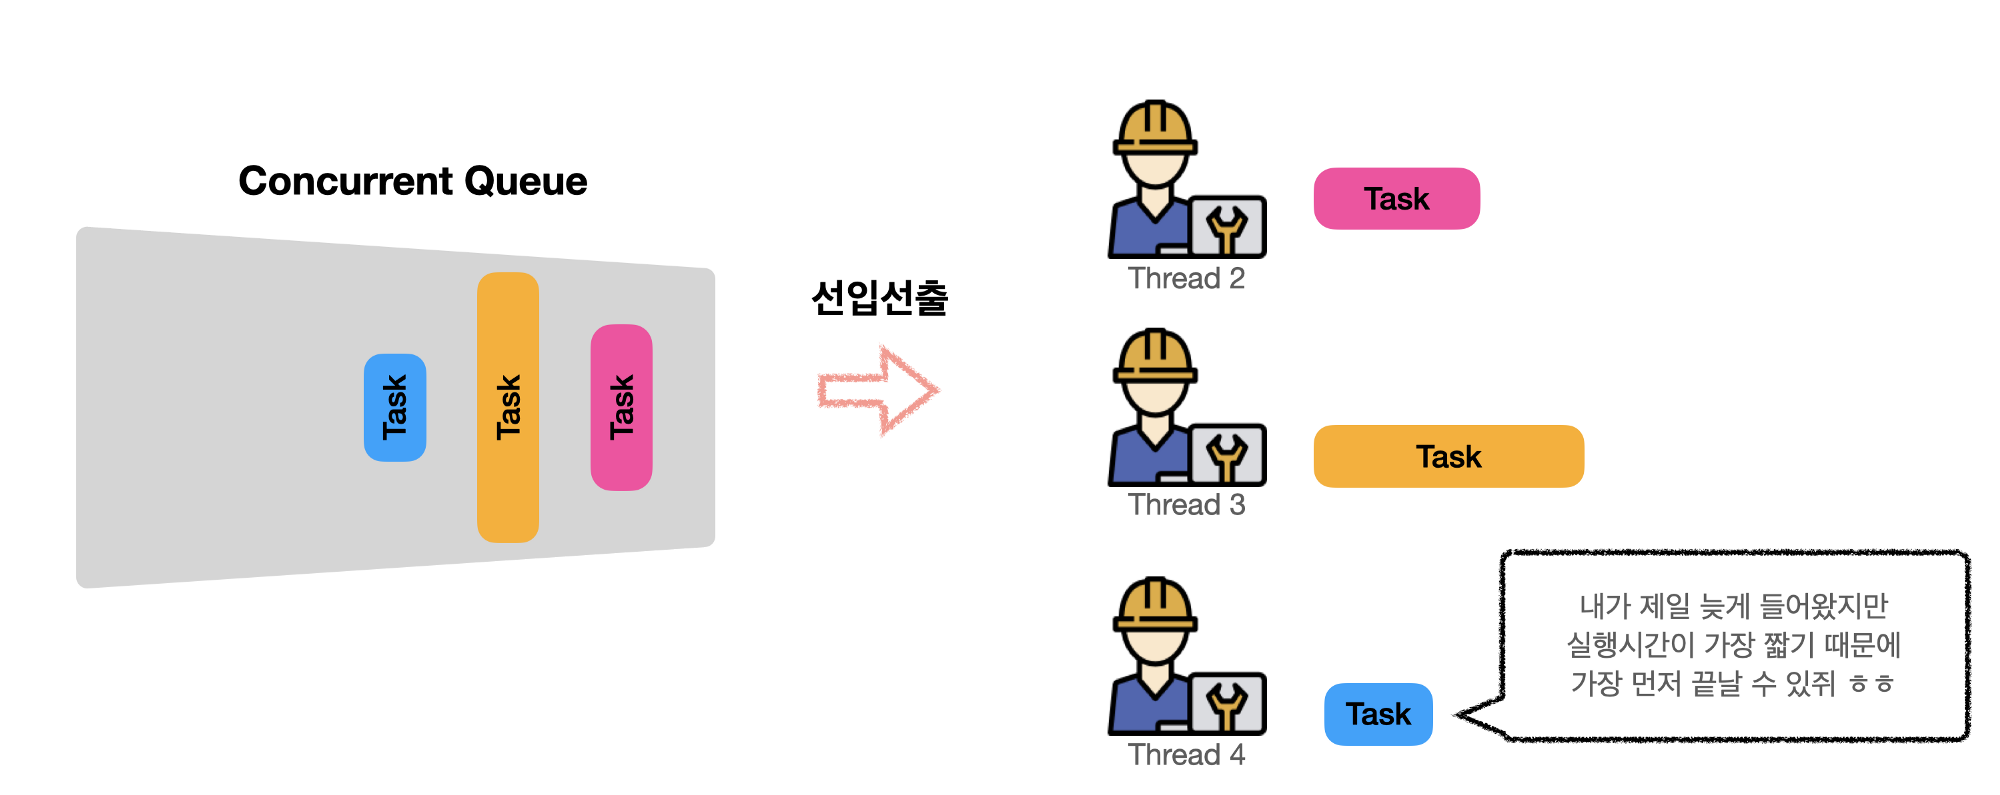 Concurrent Queue
Task
Task
Task
선입선출
Thread 2
Task
Thread 3
Task
Thread 4
Task
내가 제일 늦게 들어왔지만
실행시간이 가장 짧기 때문에
가장 먼저 끝날 수 있쥐 ㅎㅎ